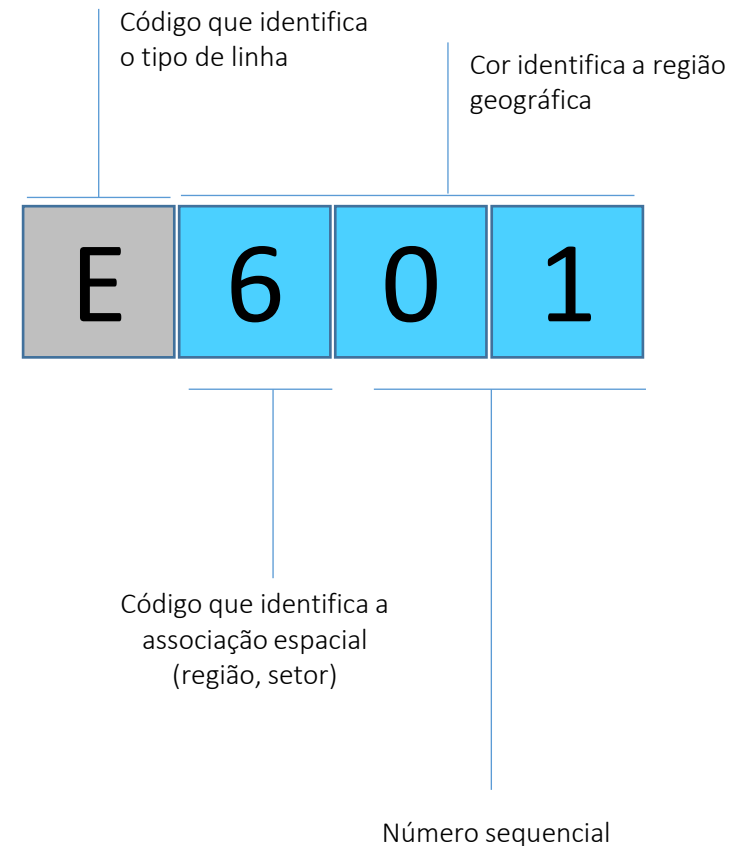 Código que identifica
o tipo de linha
Cor identifica a região
geográfica
E 6 0 1
Código que identifica a
associação espacial
(região, setor)
Número sequencial